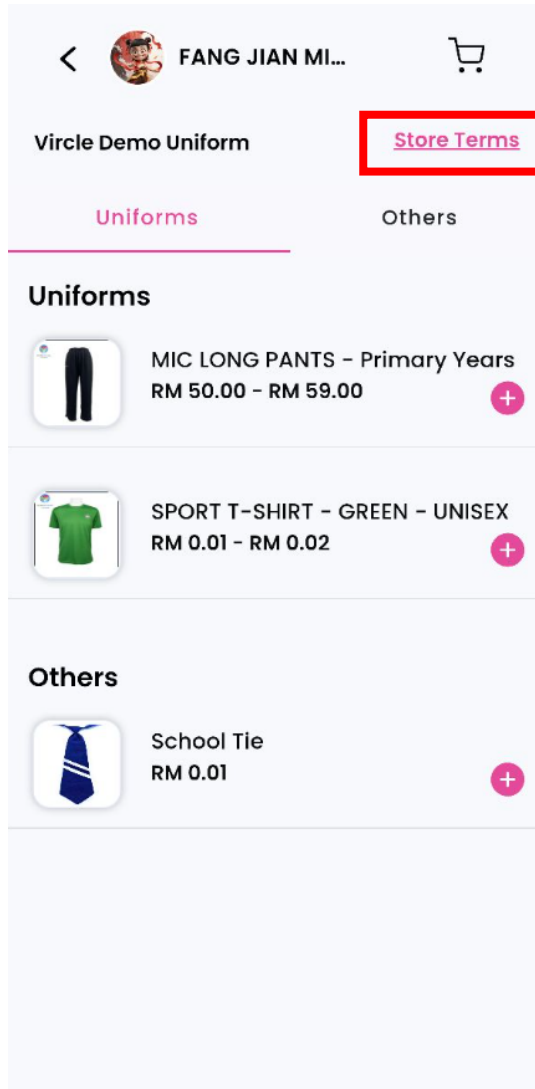 FANG JIAN MI...
Vircle Demo Uniform
Store Terms
Uniforms
Others
Uniforms
MIC LONG PANTS - Primary Years
RM 50.00 - RM 59.00
SPORT T-SHIRT - GREEN - UNISEX
RM 0.01 - RM 0.02
Others
School Tie
RM 0.01